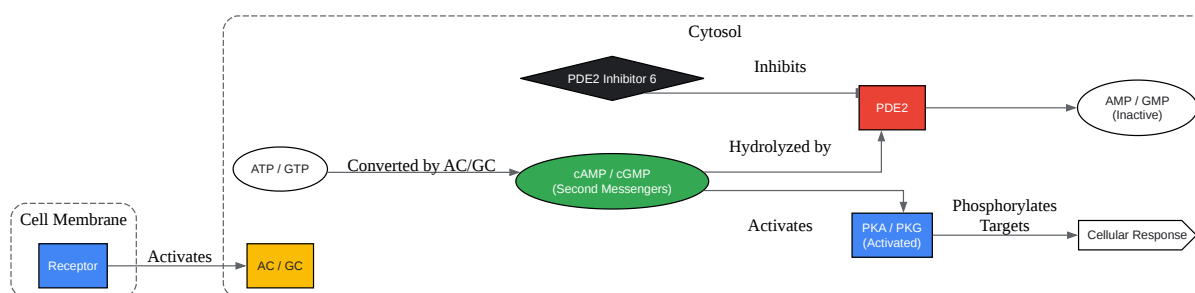 Cytosol
PDE2 Inhibitor 6
Inhibits
PDE2
AMP / GMP
(Inactive)
Hydrolyzed by
ATP / GTP
Converted by AC/GC
cAMP / cGMP
(Second Messengers)
Cell Membrane
Activates
PKA / PKG
(Activated)
Phosphorylates
Targets
Cellular Response
Receptor
Activates
AC / GC